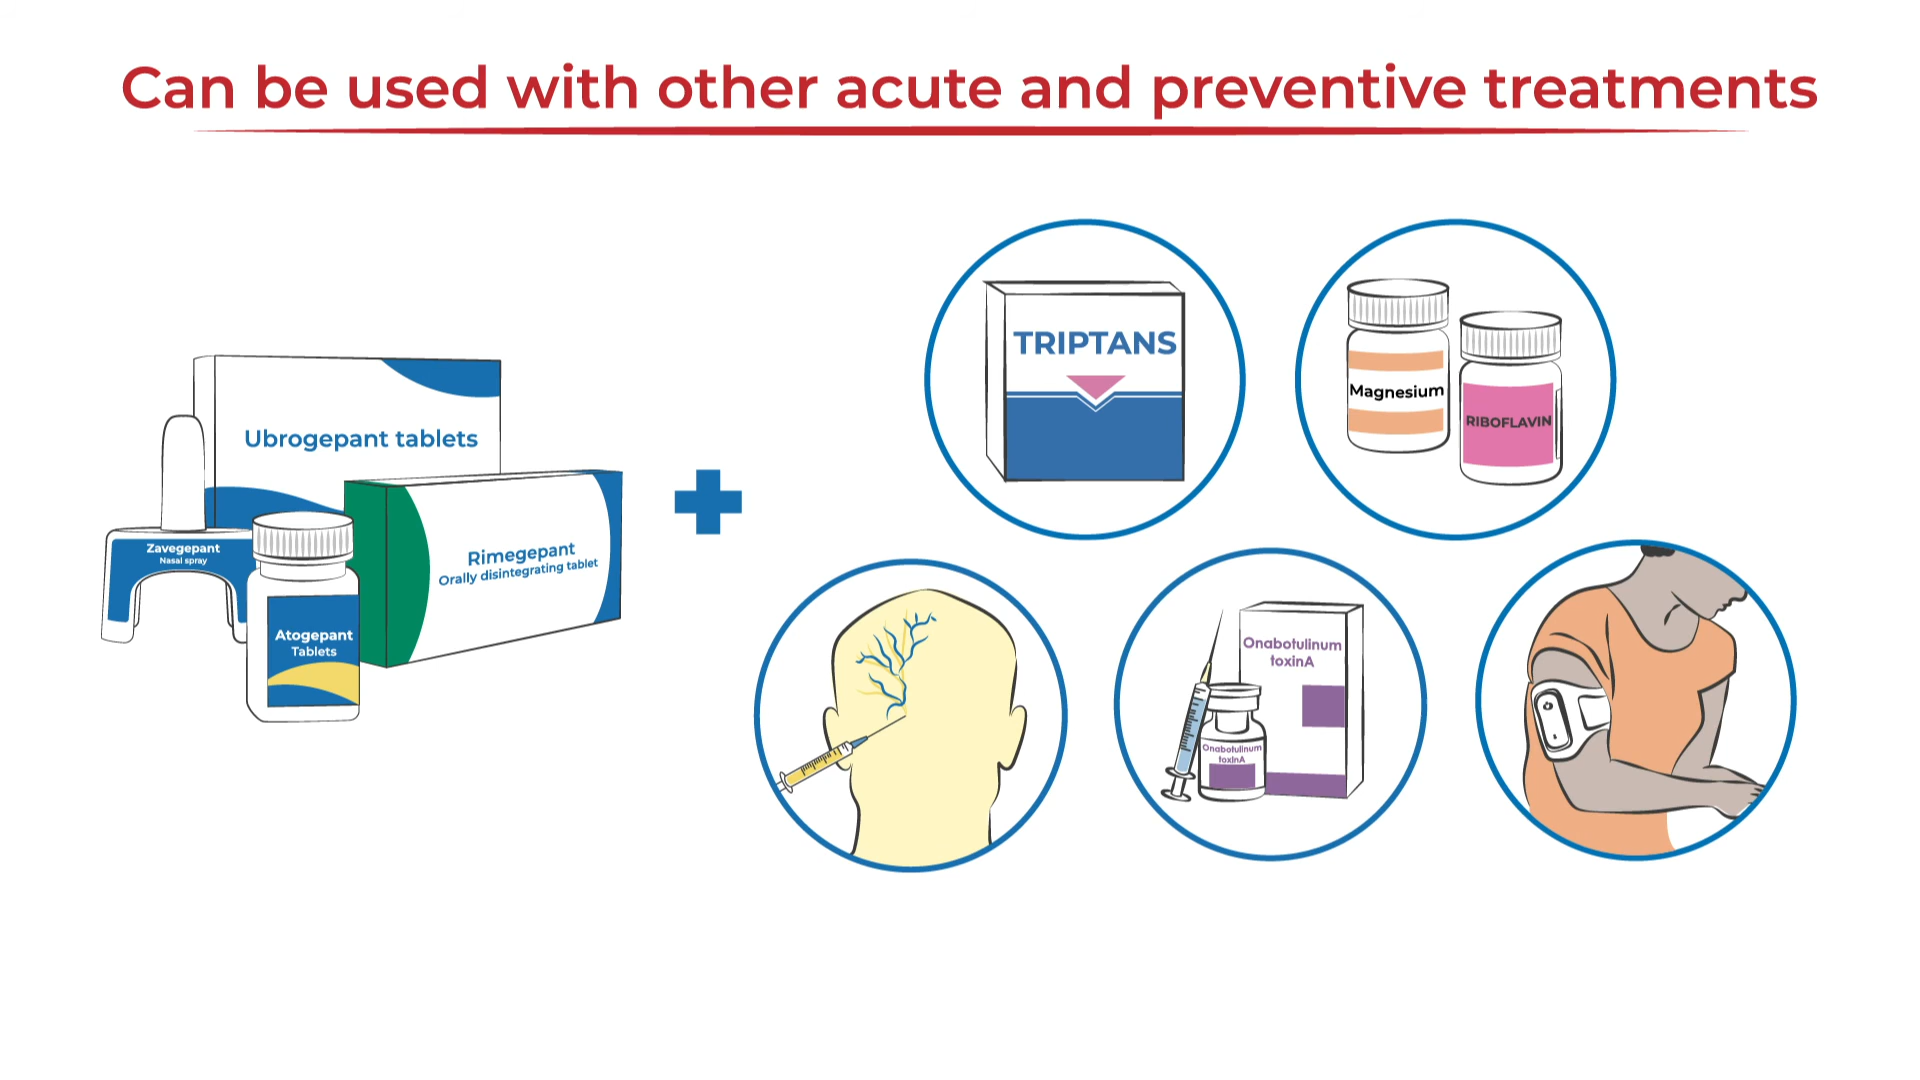 Can be used with other acute and preventive treatments
Ubrogepant tablets
Zavegepant
Nasal spray
Rimegepant
Orally disintegrating tablet
Atogepant
Tablets
TRIPTANS
Magnesium
RIBOFLAVIN
Onabotulinum
toxinA
Onabotulinum
toxinA